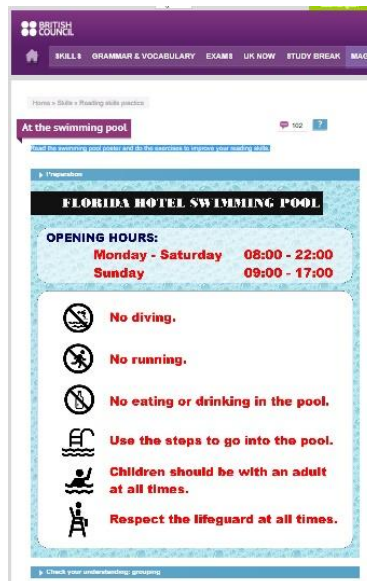 BRITISH
COUNCIL
SKILLS GRAMMAR & VOCABULARY EXAMS UK NOW STUDY BREAK MAG
Home » Skills » Reading skills practice
At the swimming pool
102 ?
Read the swimming pool poster and do the exercises to improve your reading skills.
Preparation
FLORIDA HOTEL SWIMMING POOL
OPENING HOURS:
Monday - Saturday 08:00 - 22:00
Sunday 09:00 - 17:00
No diving.
No running.
No eating or drinking in the pool.
Use the steps to go into the pool.
Children should be with an adult
at all times.
Respect the lifeguard at all times.
Check your understanding: grouping